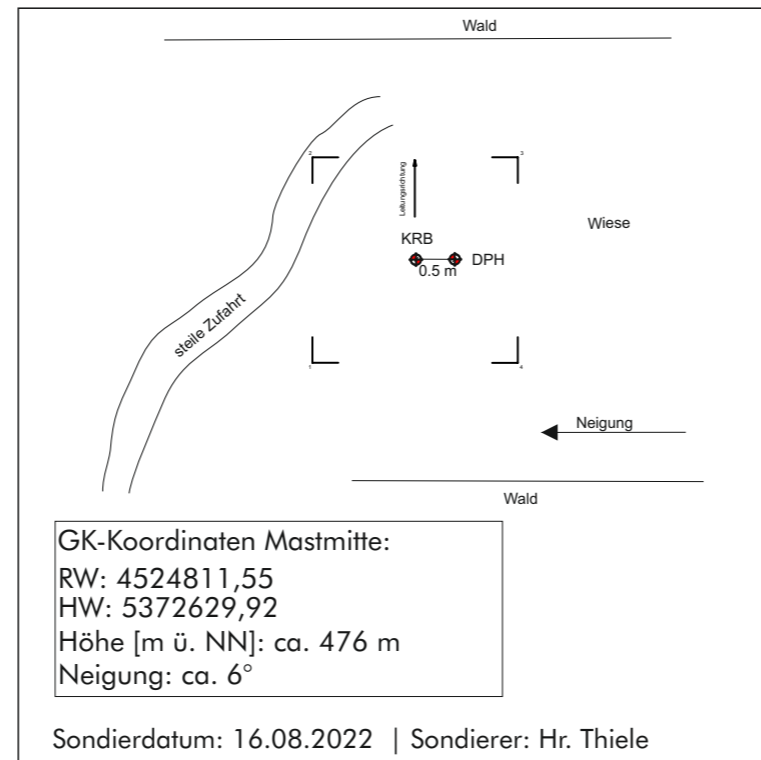 Wald
2
3
Leitungsrichtung
Wiese
KRB
DPH
0.5 m
steile Zufahrt
1
4
Neigung
Wald
GK-Koordinaten Mastmitte:
RW: 4524811,55
HW: 5372629,92
Höhe [m ü. NN]: ca. 476 m
Neigung: ca. 6°
Sondierdatum: 16.08.2022 | Sondierer: Hr. Thiele